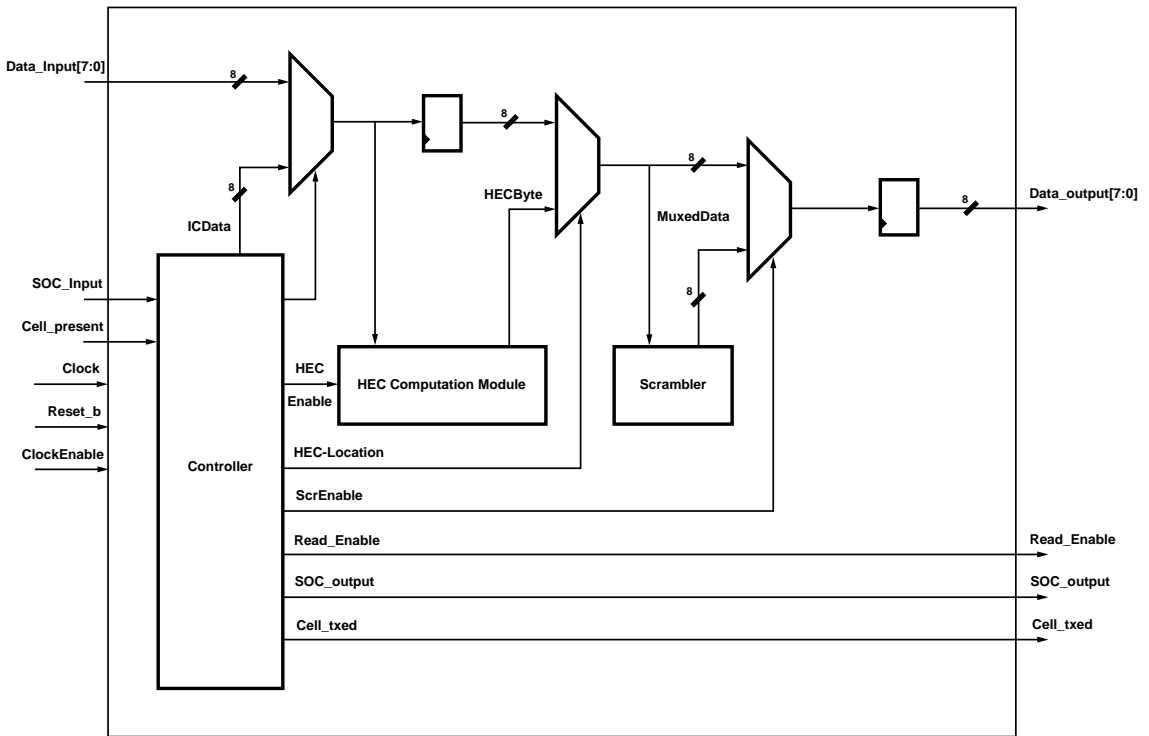 Data_Input[7:0]
8
8
8
8
8
8
8
ICData
HECByte
MuxedData
Data_output[7:0]
SOC_Input
Cell_present
Clock
Reset_b
ClockEnable
Controller
HEC
Enable
HEC Computation Module
Scrambler
HEC-Location
ScrEnable
Read_Enable
Read_Enable
SOC_output
SOC_output
Cell_txed
Cell_txed